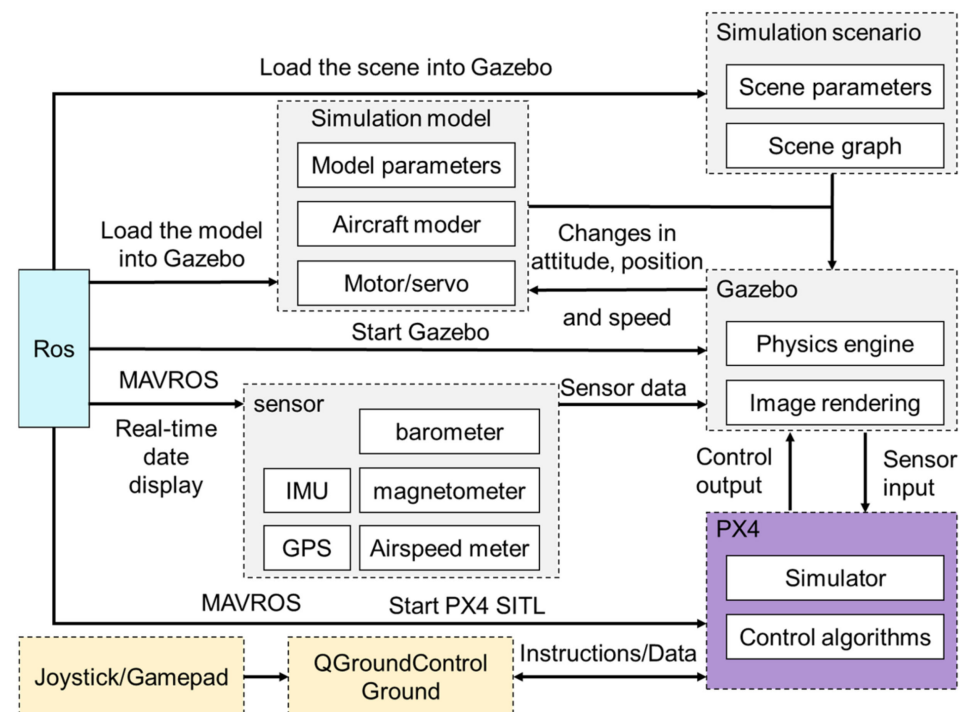 Simulation scenario
Scene parameters
Scene graph
Load the scene into Gazebo
Simulation model
Model parameters
Aircraft moder
Motor/servo
Load the model
into Gazebo
Changes in
attitude, position
and speed
Gazebo
Physics engine
Image rendering
Ros
Start Gazebo
MAVROS
Real-time
date
display
sensor
barometer
IMU
magnetometer
GPS
Airspeed meter
Sensor data
Control
output
Sensor
input
PX4
Simulator
Control algorithms
MAVROS
Start PX4 SITL
Joystick/Gamepad
QGroundControl
Ground
Instructions/Data